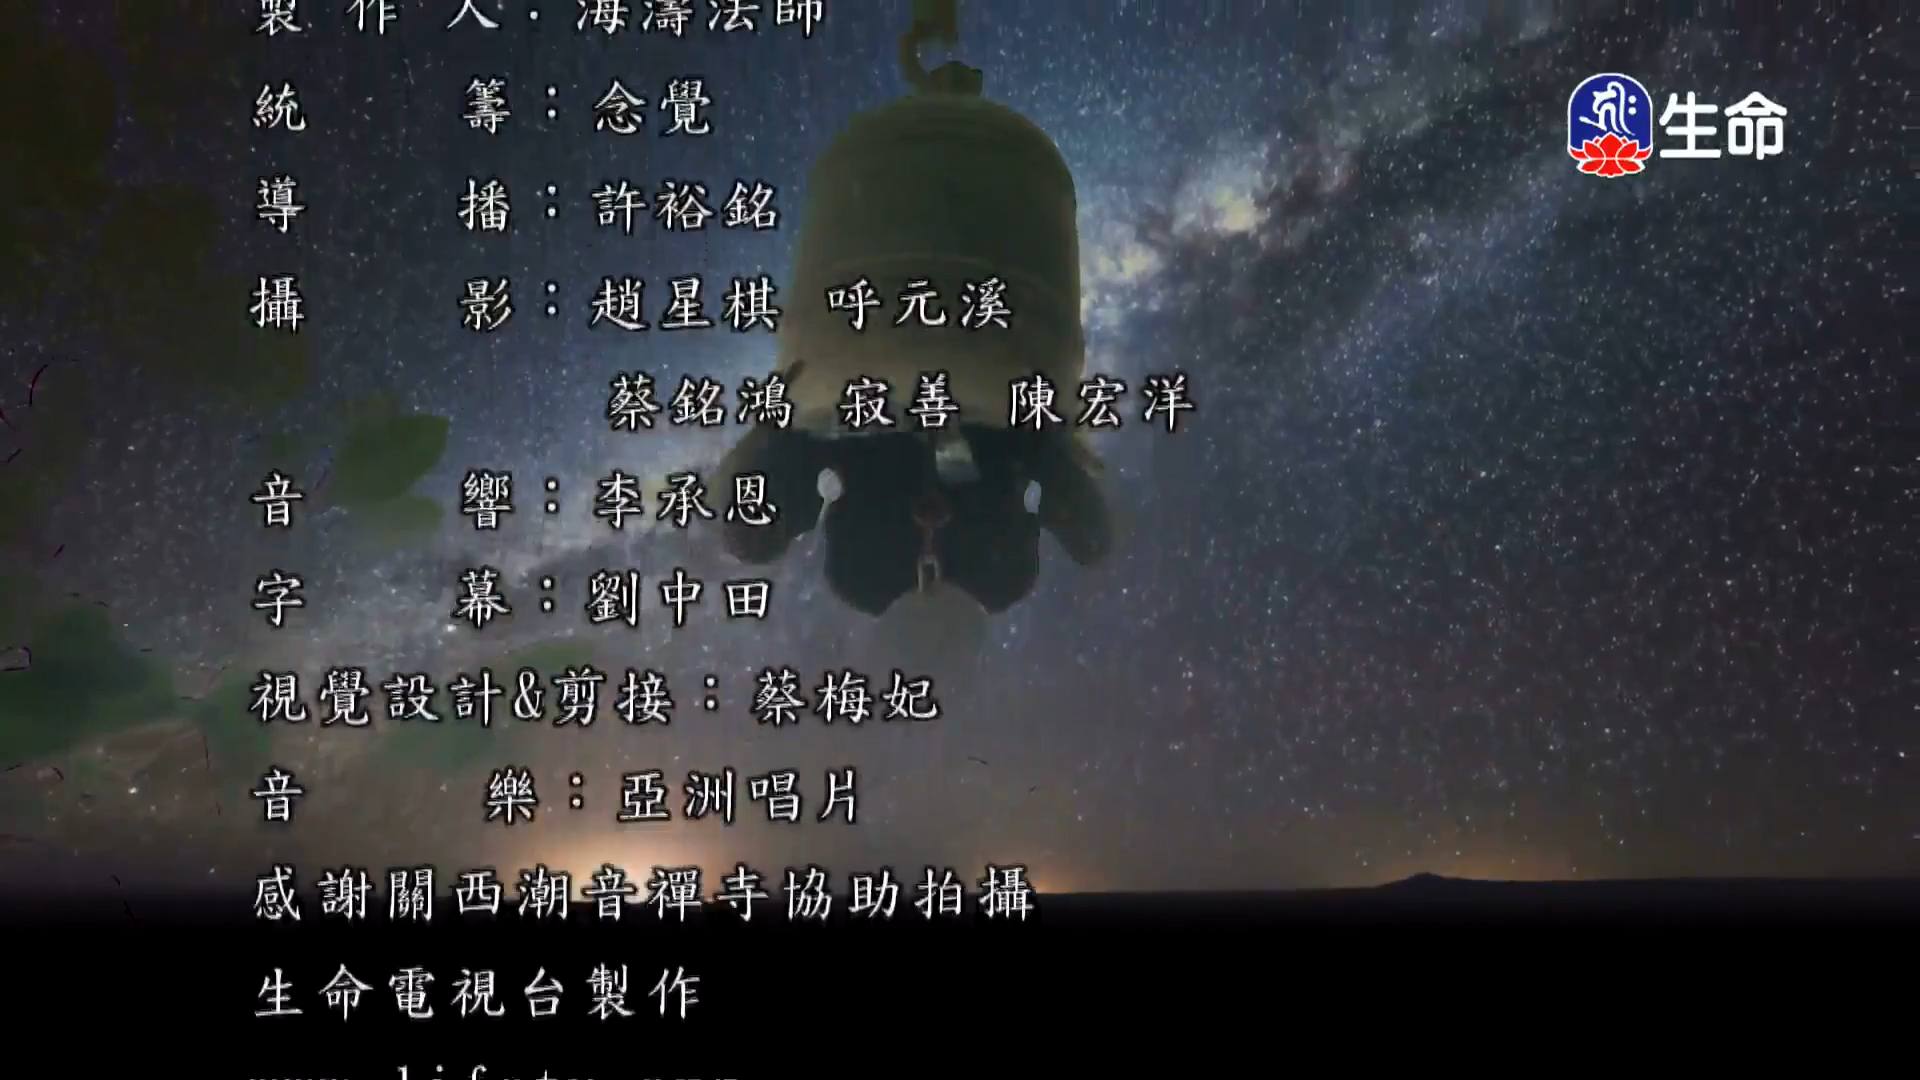 製作人：海濤法師
生命
統籌：念覺
導播：許裕銘
攝影：趙星棋 呼元溪
蔡銘鴻 寂善 陳宏洋
音響：李承恩
字幕：劉中田
視覺設計&剪接：蔡梅妃
音樂：亞洲唱片
感謝關西潮音禪寺協助拍攝
生命電視台製作